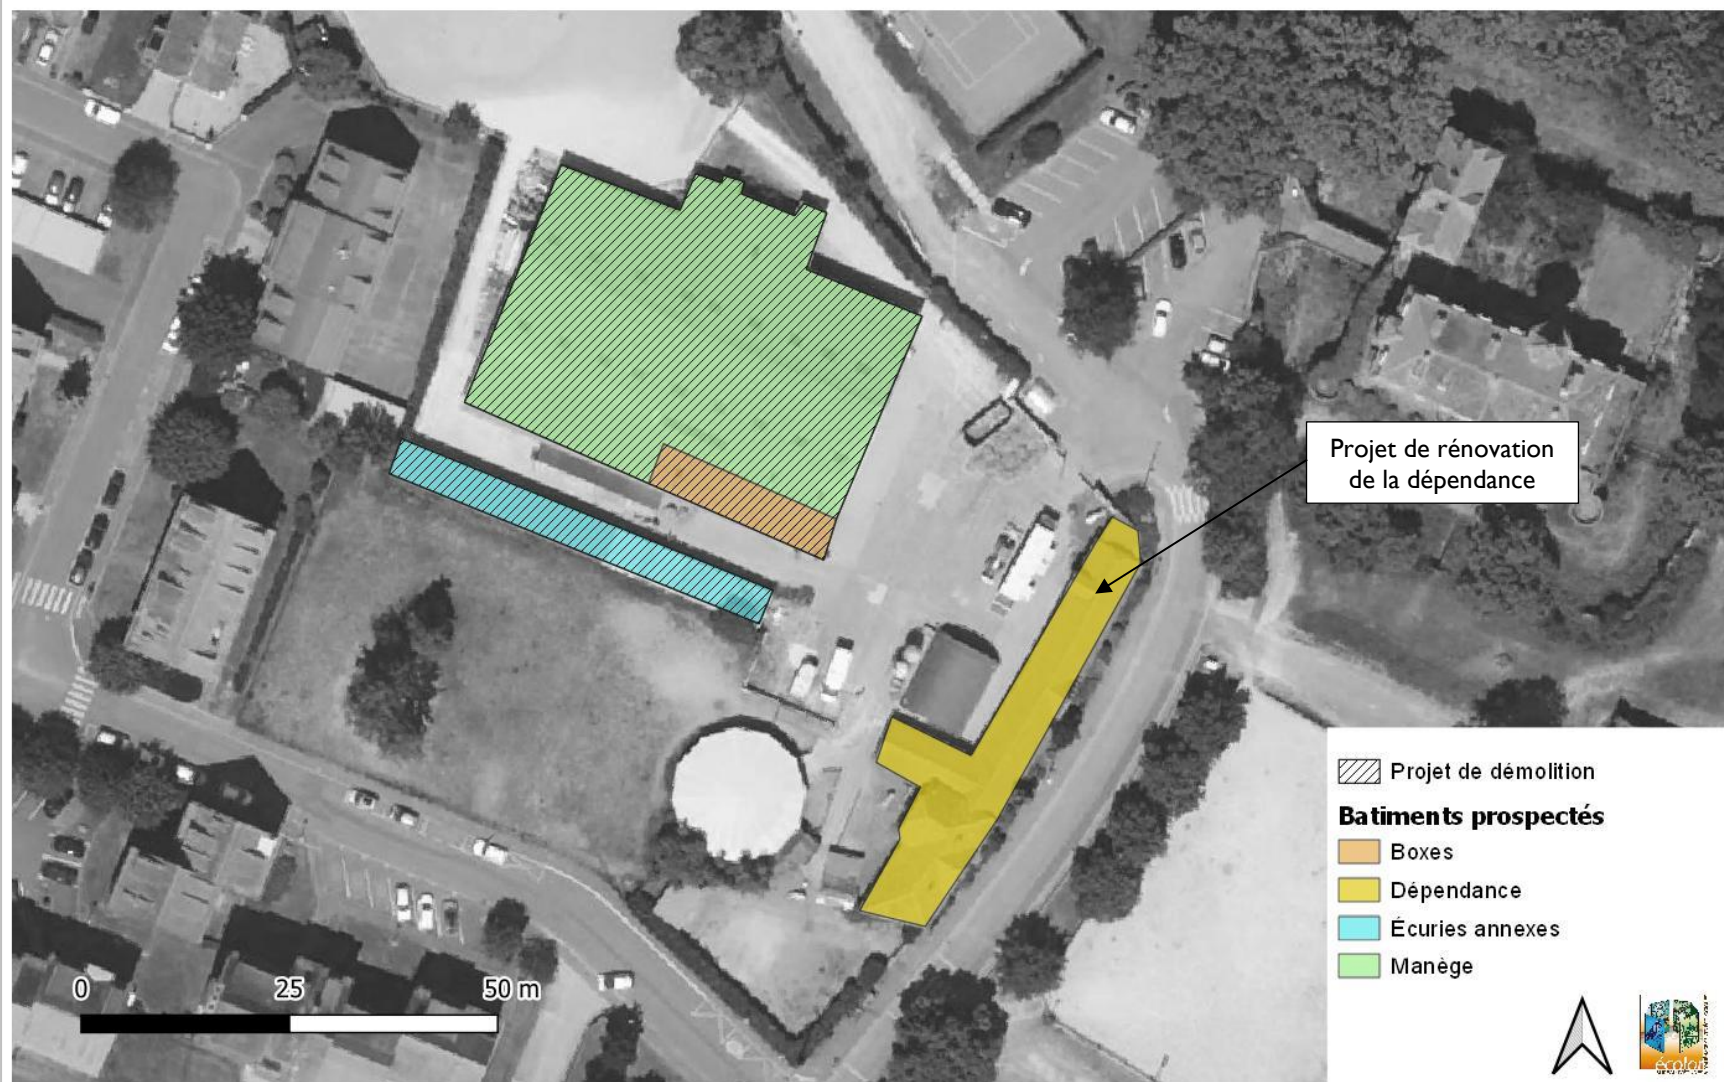 Projet de rénovation
de la dépendance
Projet de démolition
Batiments prospectés
Boxes
Dépendance
Écuries annexes
Manège
0 25 50 m